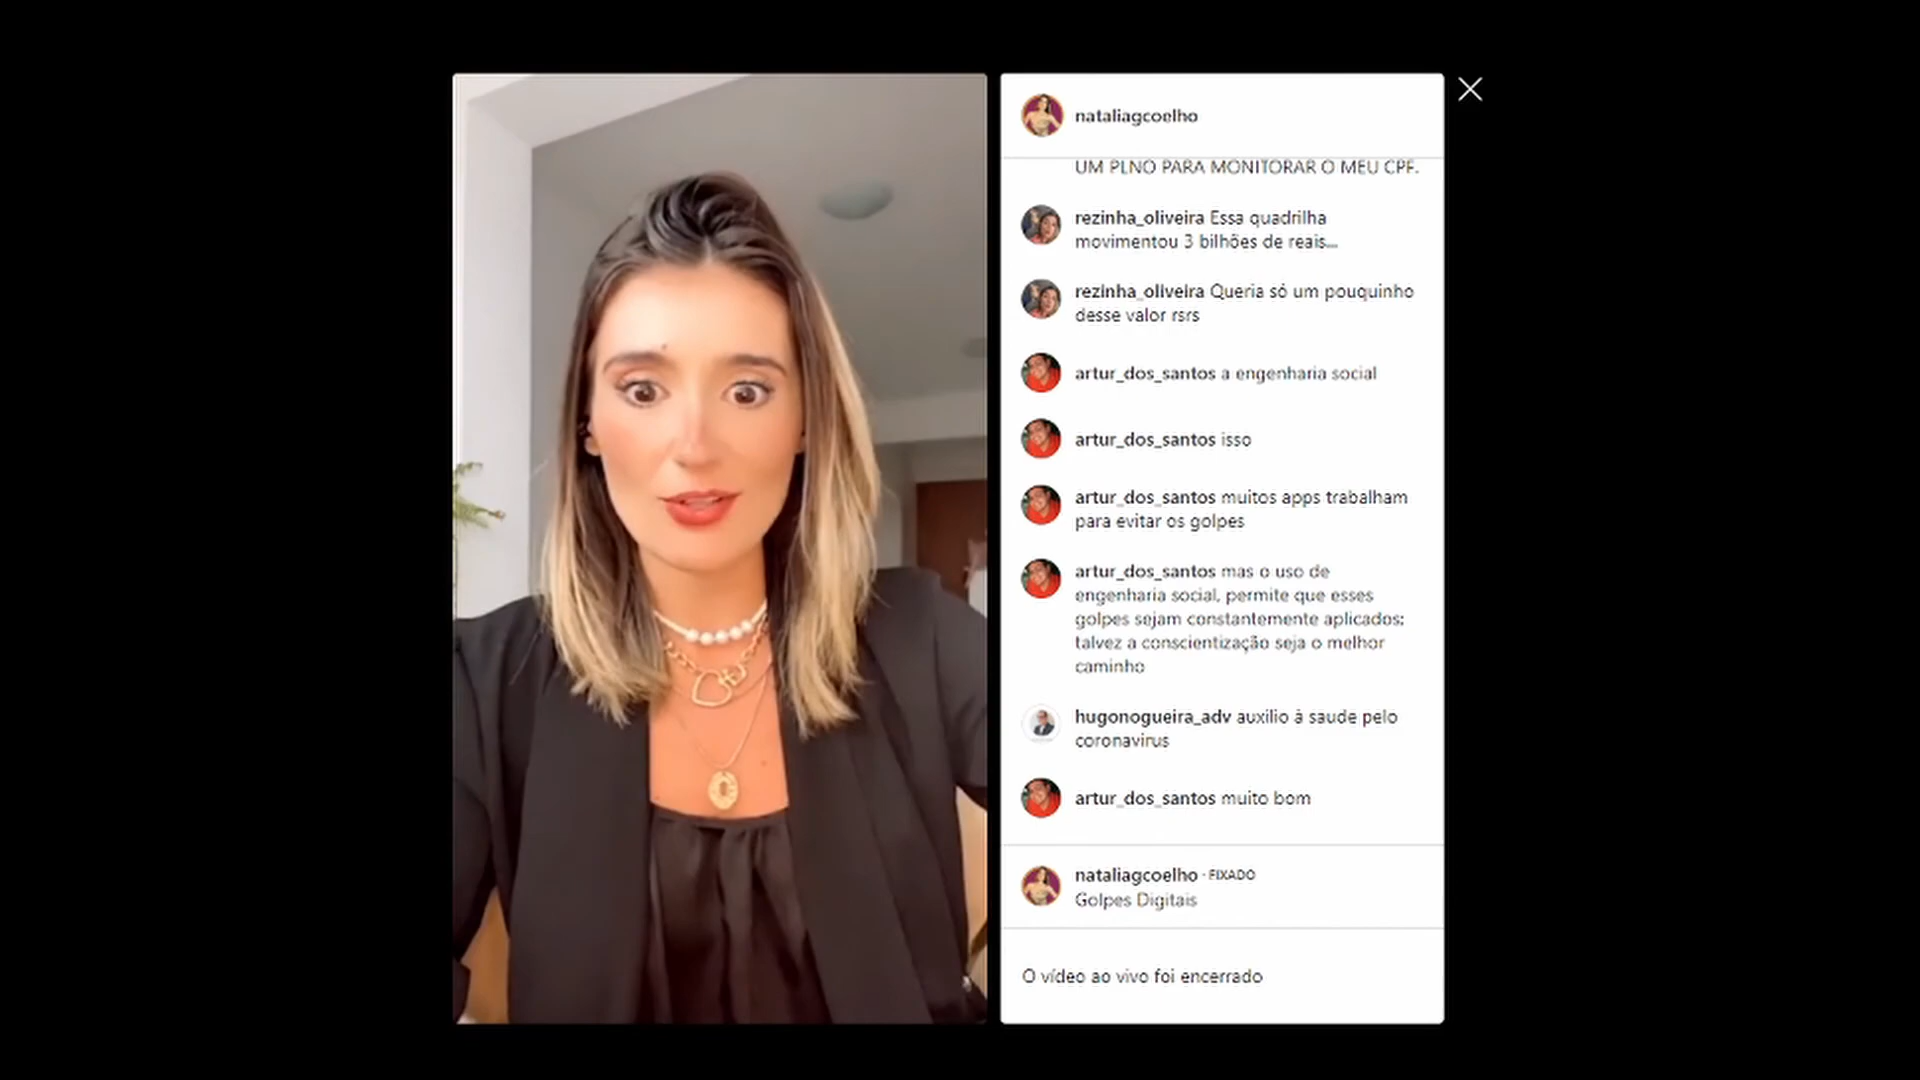 nataliagcoelho
UM PLNO PARA MONITORAR O MEU CPF.
rezinha_oliveira Essa quadrilha
movimentou 3 bilhões de reais...
rezinha_oliveira Queria só um pouquinho
desse valor rsrs
artur_dos_santos a engenharia social
artur_dos_santos isso
artur_dos_santos muitos apps trabalham
para evitar os golpes
artur_dos_santos mas o uso de
engenharia social, permite que esses
golpes sejam constantemente aplicados;
talvez a conscientização seja o melhor
caminho
hugonogueira_adv auxilio à saude pelo
coronavirus
artur_dos_santos muito bom
nataliagcoelho · FIXADO
Golpes Digitais
O vídeo ao vivo foi encerrado